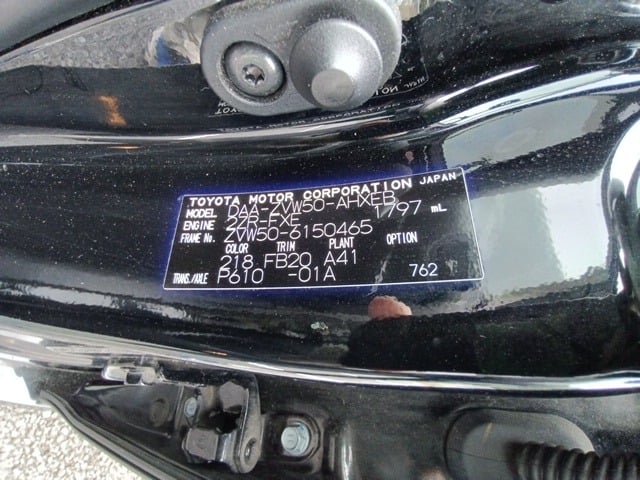 TOYOTA MOTOR CORPORATION JAPAN
MODEL DAA-ZVW50-AHXEB
ENGINE 2ZR-FXE 1797 mL
FRAME No. ZVW50-6150465
COLOR TRIM PLANT OPTION
218 FB20 A41
TRANS./AXLE P610 -01A 762